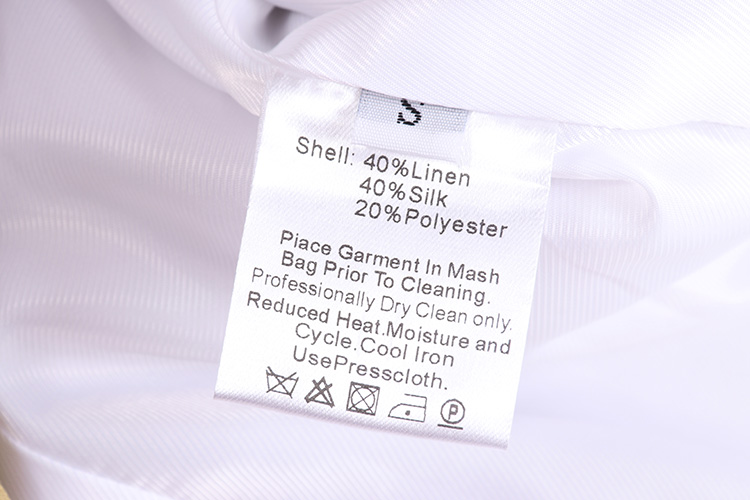 S
Shell: 40%Linen
40%Silk
20%Polyester
Place Garment In Mash
Bag Prior To Cleaning.
Professionally Dry Clean only.
Reduced Heat.Moisture and
Cycle.Cool Iron
UsePresscloth.
P